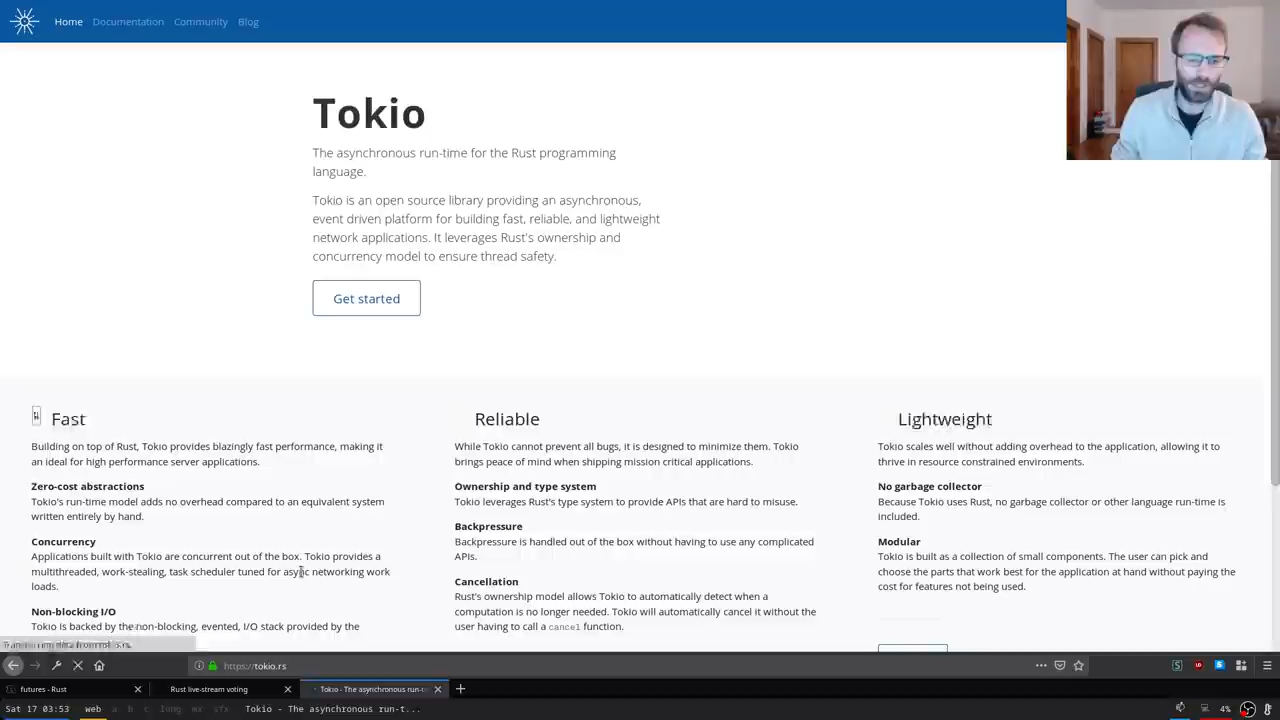 Home Documentation Community Blog
Tokio
The asynchronous run-time for the Rust programming
language.
Tokio is an open source library providing an asynchronous,
event driven platform for building fast, reliable, and lightweight
network applications. It leverages Rust's ownership and
concurrency model to ensure thread safety.
Get started
Fast
Building on top of Rust, Tokio provides blazingly fast performance, making it
an ideal for high performance server applications.
Zero-cost abstractions
Tokio's run-time model adds no overhead compared to an equivalent system
written entirely by hand.
Concurrency
Applications built with Tokio are concurrent out of the box. Tokio provides a
multithreaded, work-stealing, task scheduler tuned for async networking work
loads.
Non-blocking I/O
Tokio is backed by the non-blocking, evented, I/O stack provided by the
Reliable
While Tokio cannot prevent all bugs, it is designed to minimize them. Tokio
brings peace of mind when shipping mission critical applications.
Ownership and type system
Tokio leverages Rust's type system to provide APIs that are hard to misuse.
Backpressure
Backpressure is handled out of the box without having to use any complicated
APIs.
Cancellation
Rust's ownership model allows Tokio to automatically detect when a
computation is no longer needed. Tokio will automatically cancel it without the
user having to call a cancel function.
Lightweight
Tokio scales well without adding overhead to the application, allowing it to
thrive in resource constrained environments.
No garbage collector
Because Tokio uses Rust, no garbage collector or other language run-time is
included.
Modular
Tokio is built as a collection of small components. The user can pick and
choose the parts that work best for the application at hand without paying the
cost for features not being used.
https://tokio.rs
futures - Rust
Rust live-stream voting
Tokio - The asynchronous run-t
Sat 17 03:53 web a b c lung mx sfx Tokio - The asynchronous run-t...
4%